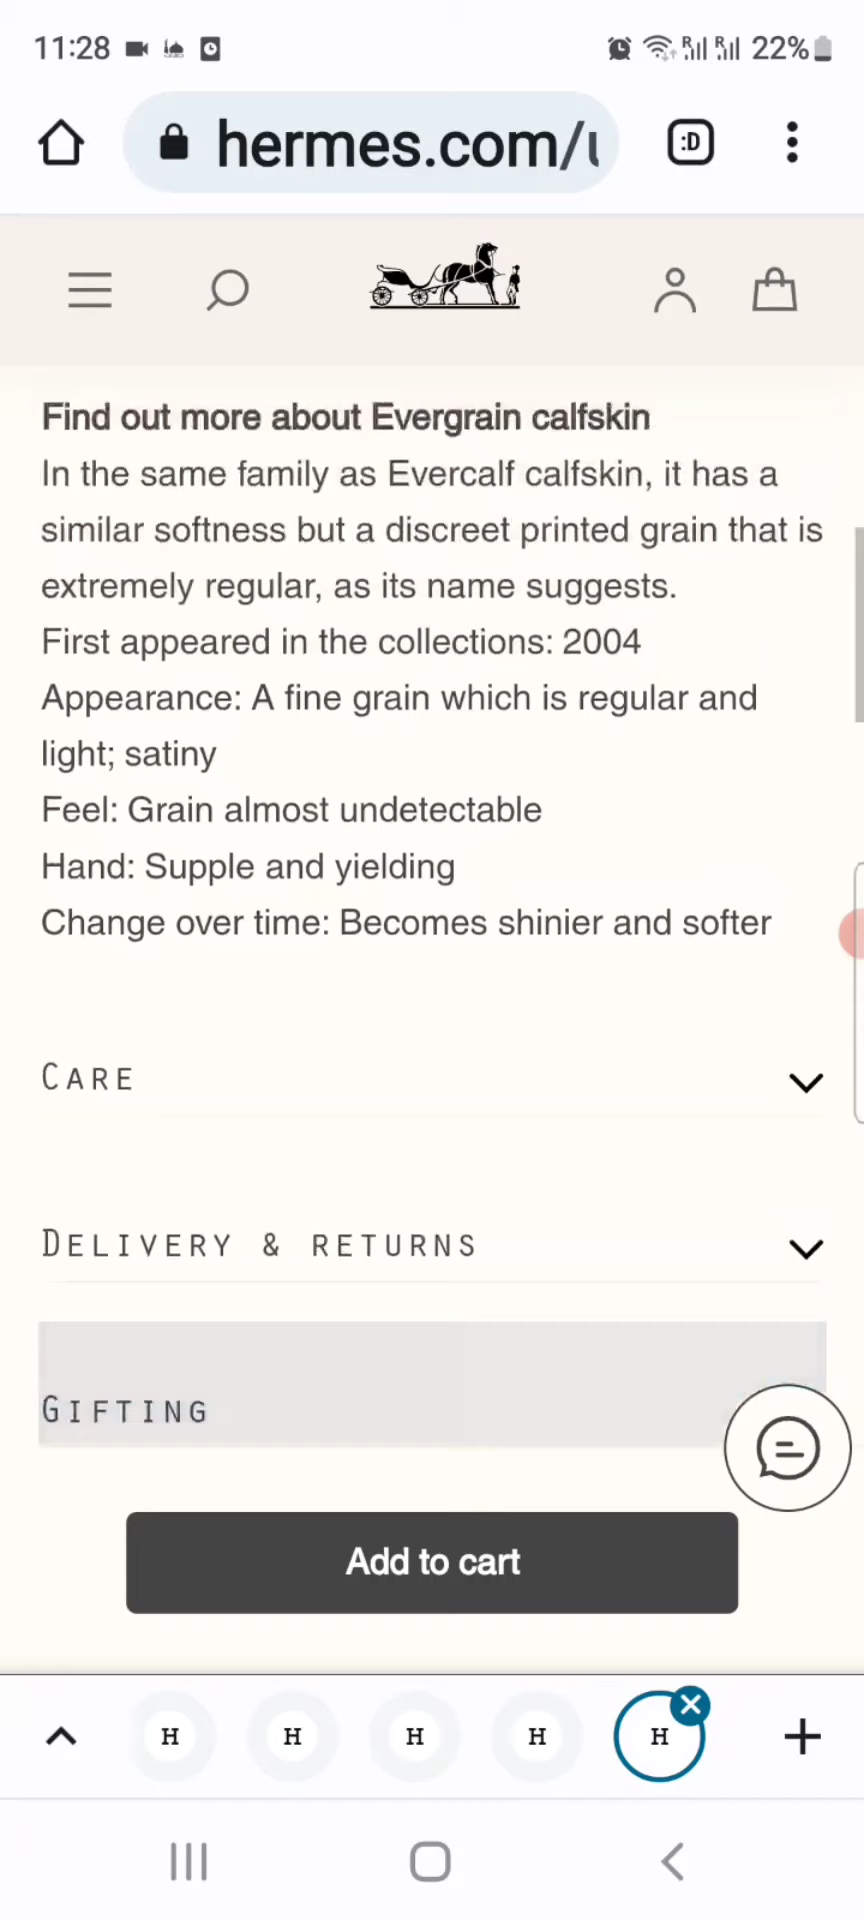 11:28
22%
hermes.com/u
:D
Find out more about Evergrain calfskin
In the same family as Evercalf calfskin, it has a
similar softness but a discreet printed grain that is
extremely regular, as its name suggests.
First appeared in the collections: 2004
Appearance: A fine grain which is regular and
light; satiny
Feel: Grain almost undetectable
Hand: Supple and yielding
Change over time: Becomes shinier and softer
CARE
DELIVERY & RETURNS
GIFTING
Add to cart
H H H H H